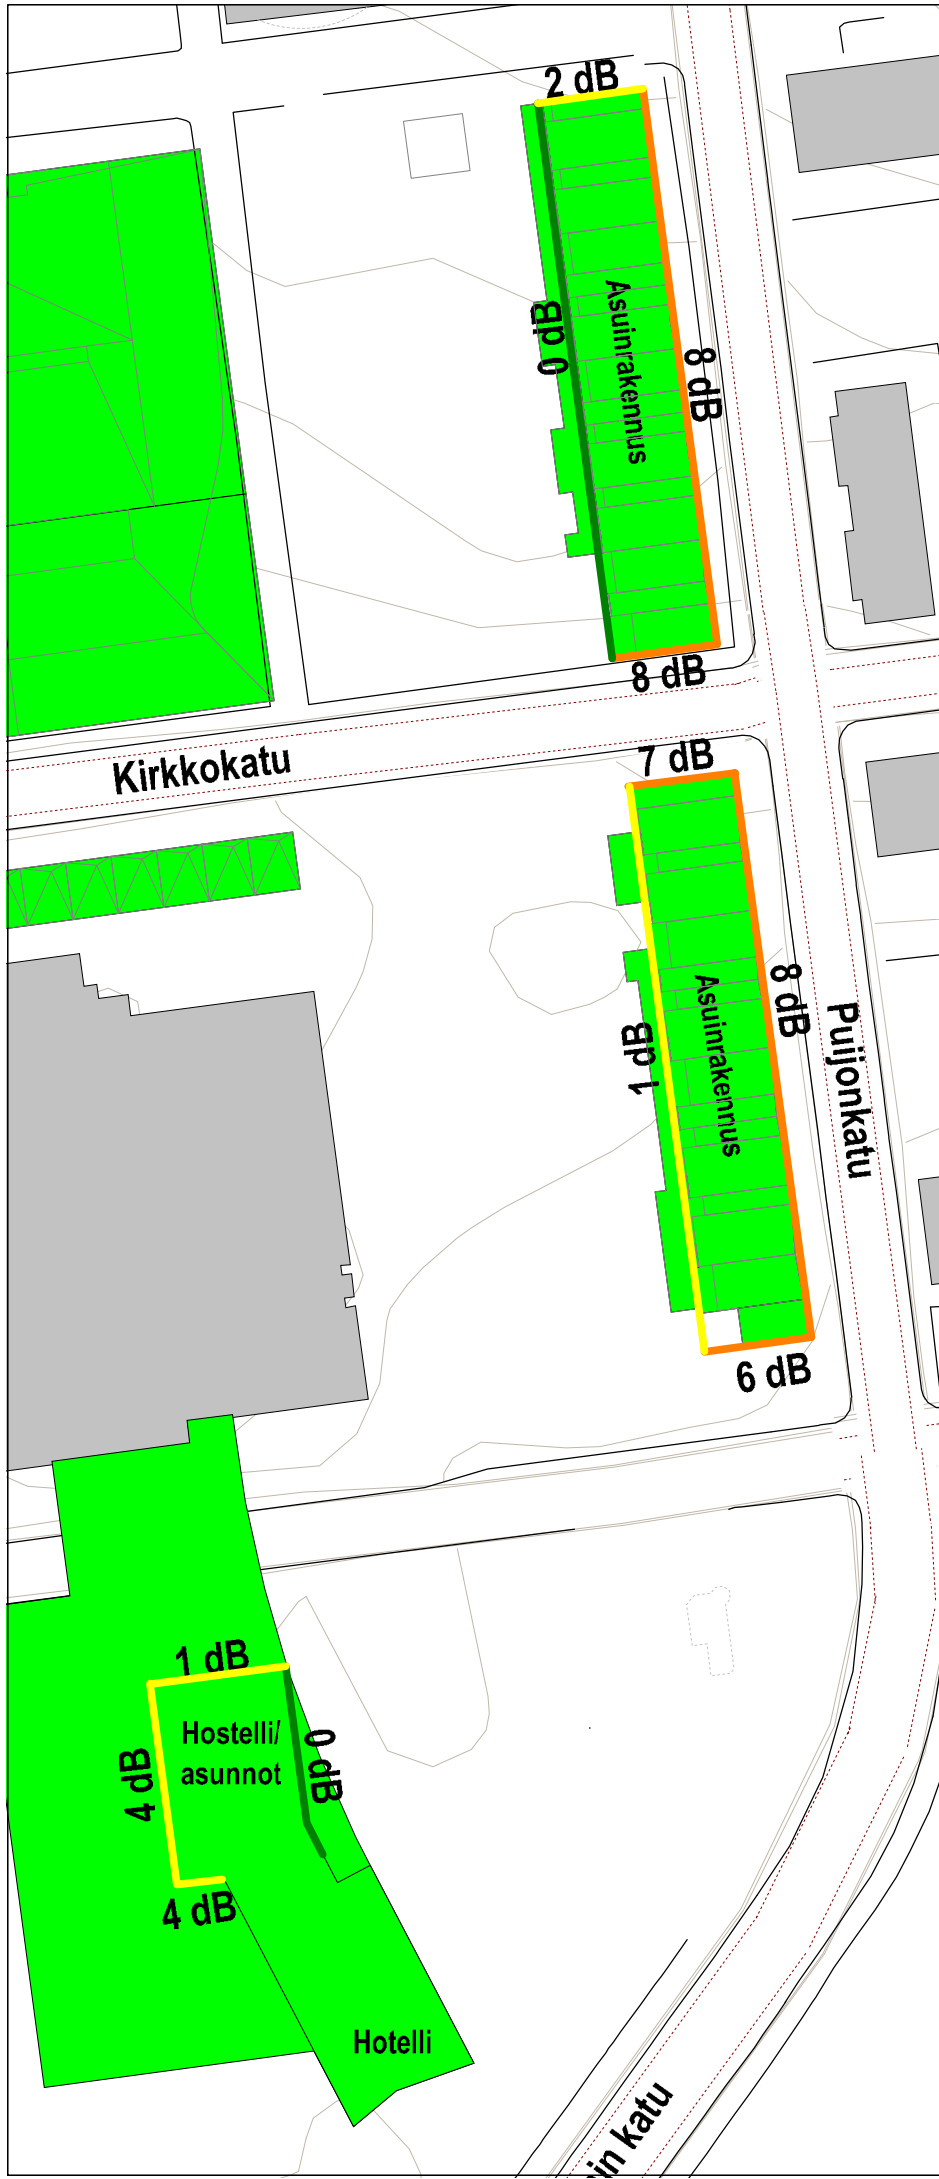 2 dB
0 dB
Asuinrakennus
8 dB
8 dB
Kirkkokatu
7 dB
8 dB
Asuinrakennus
1 dB
Puijonkatu
6 dB
1 dB
Hostelli/
asunnot
0 dB
4 dB
4 dB
Hotelli
katu